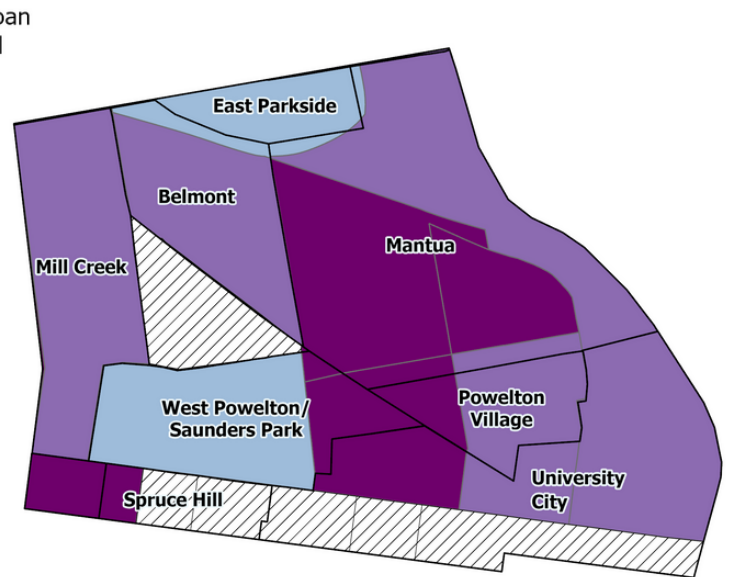 East Parkside
Belmont
Mantua
Mill Creek
West Powelton/
Saunders Park
Powelton
Village
University
City
Spruce Hill